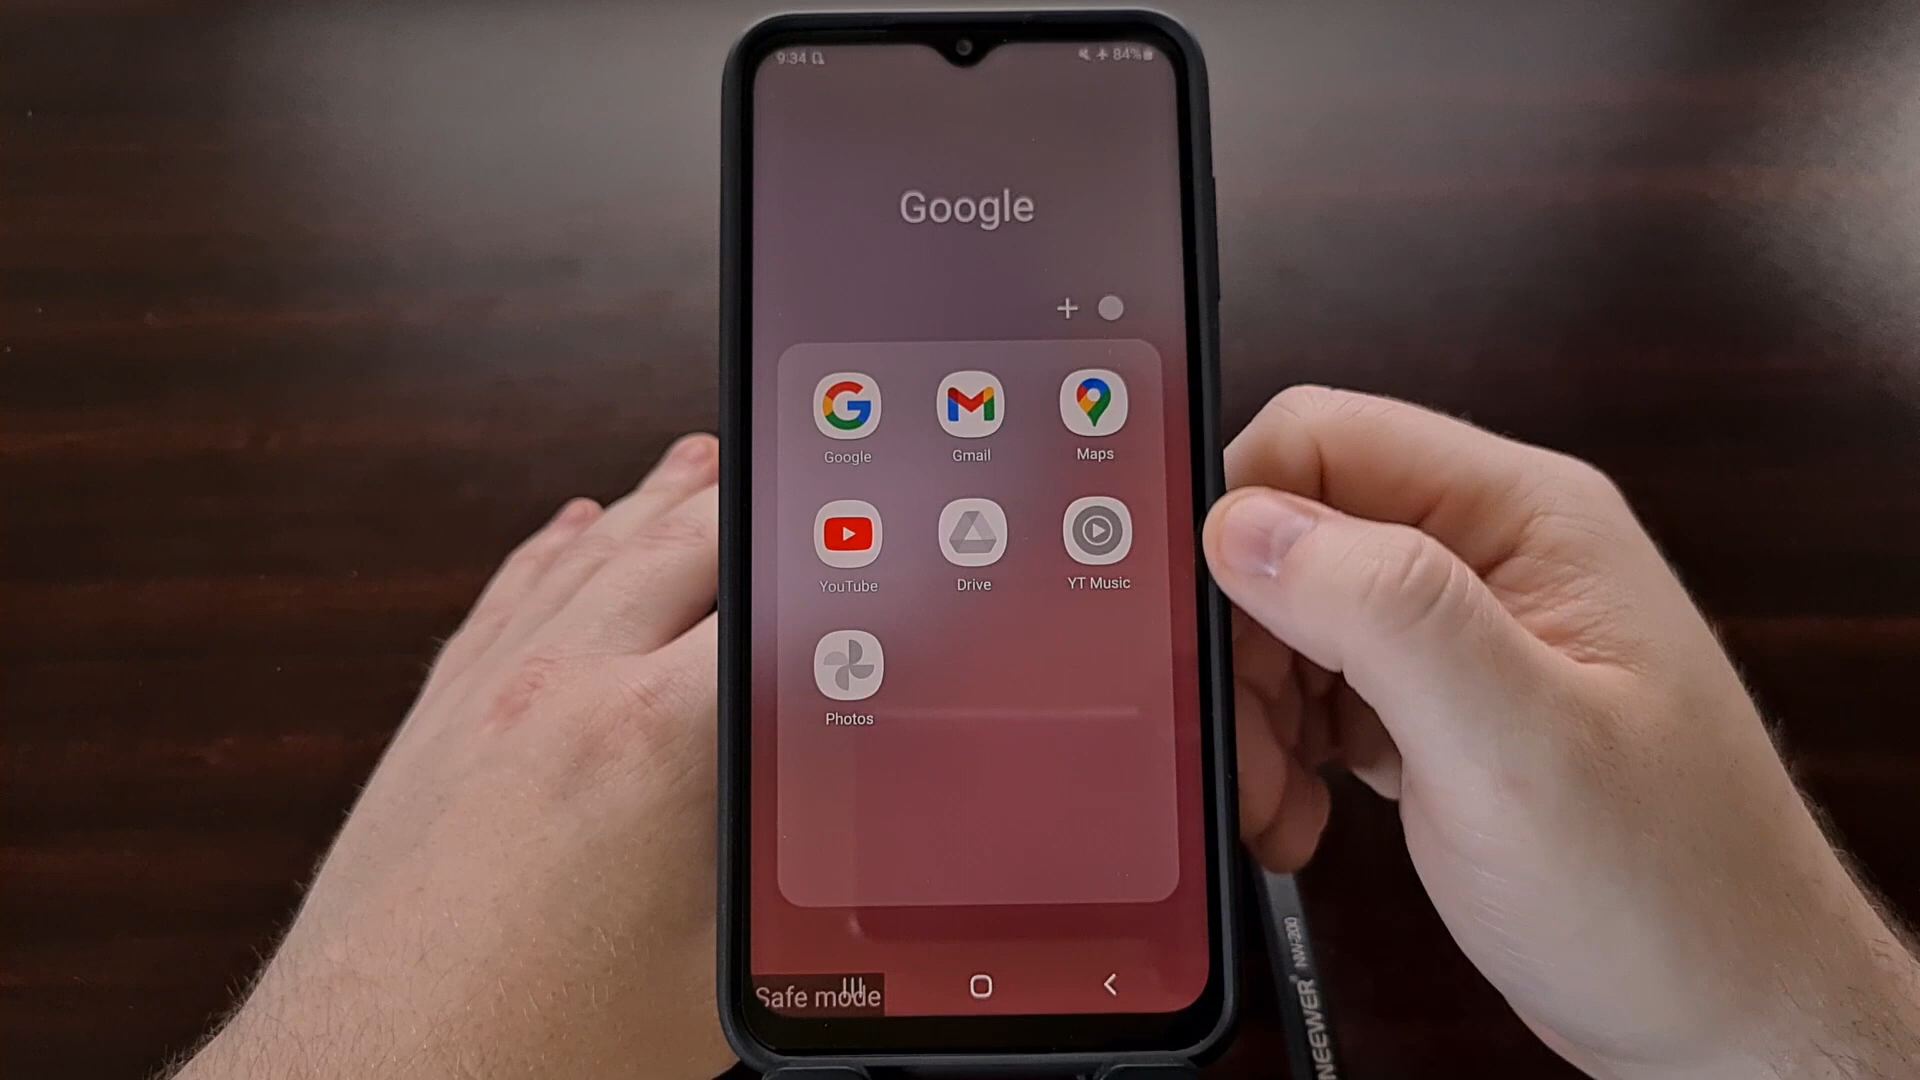 9:34
84%
Google
Google
Gmail
Maps
YouTube
Drive
YT Music
Photos
Safe mode
NEEWER® NW-200